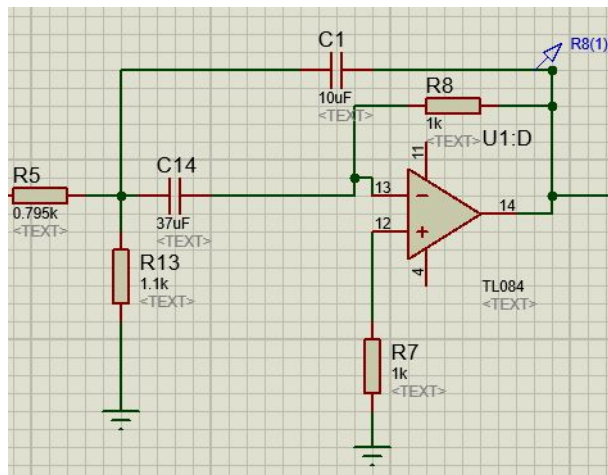 C1
10uF
<TEXT>
R8(1)
R8
1k
<TEXT>
U1:D
11
R5
0.795k
<TEXT>
C14
37uF
<TEXT>
13
12
14
4
TL084
<TEXT>
R13
1.1k
<TEXT>
R7
1k
<TEXT>